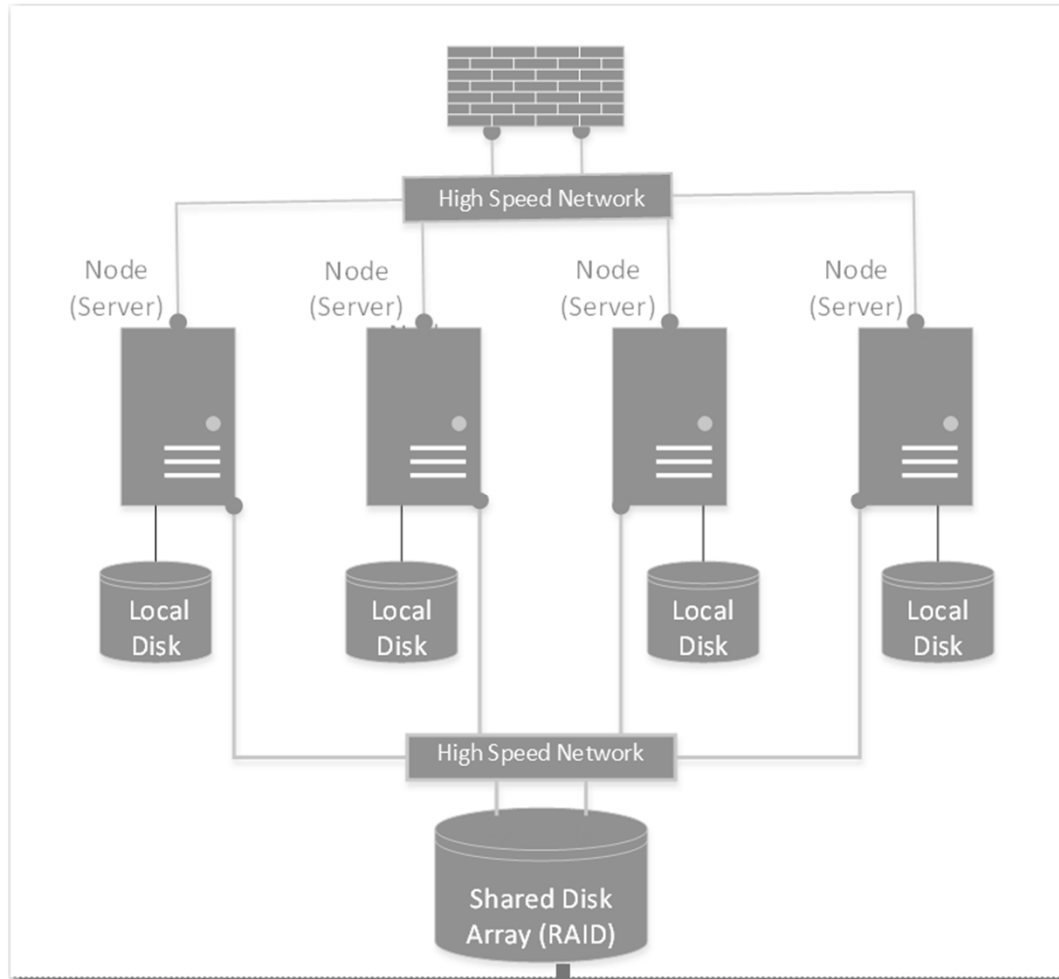 High Speed Network
Node
(Server)
Node
(Server)
Node
(Server)
Node
(Server)
Local
Disk
Local
Disk
Local
Disk
Local
Disk
High Speed Network
Shared Disk
Array (RAID)